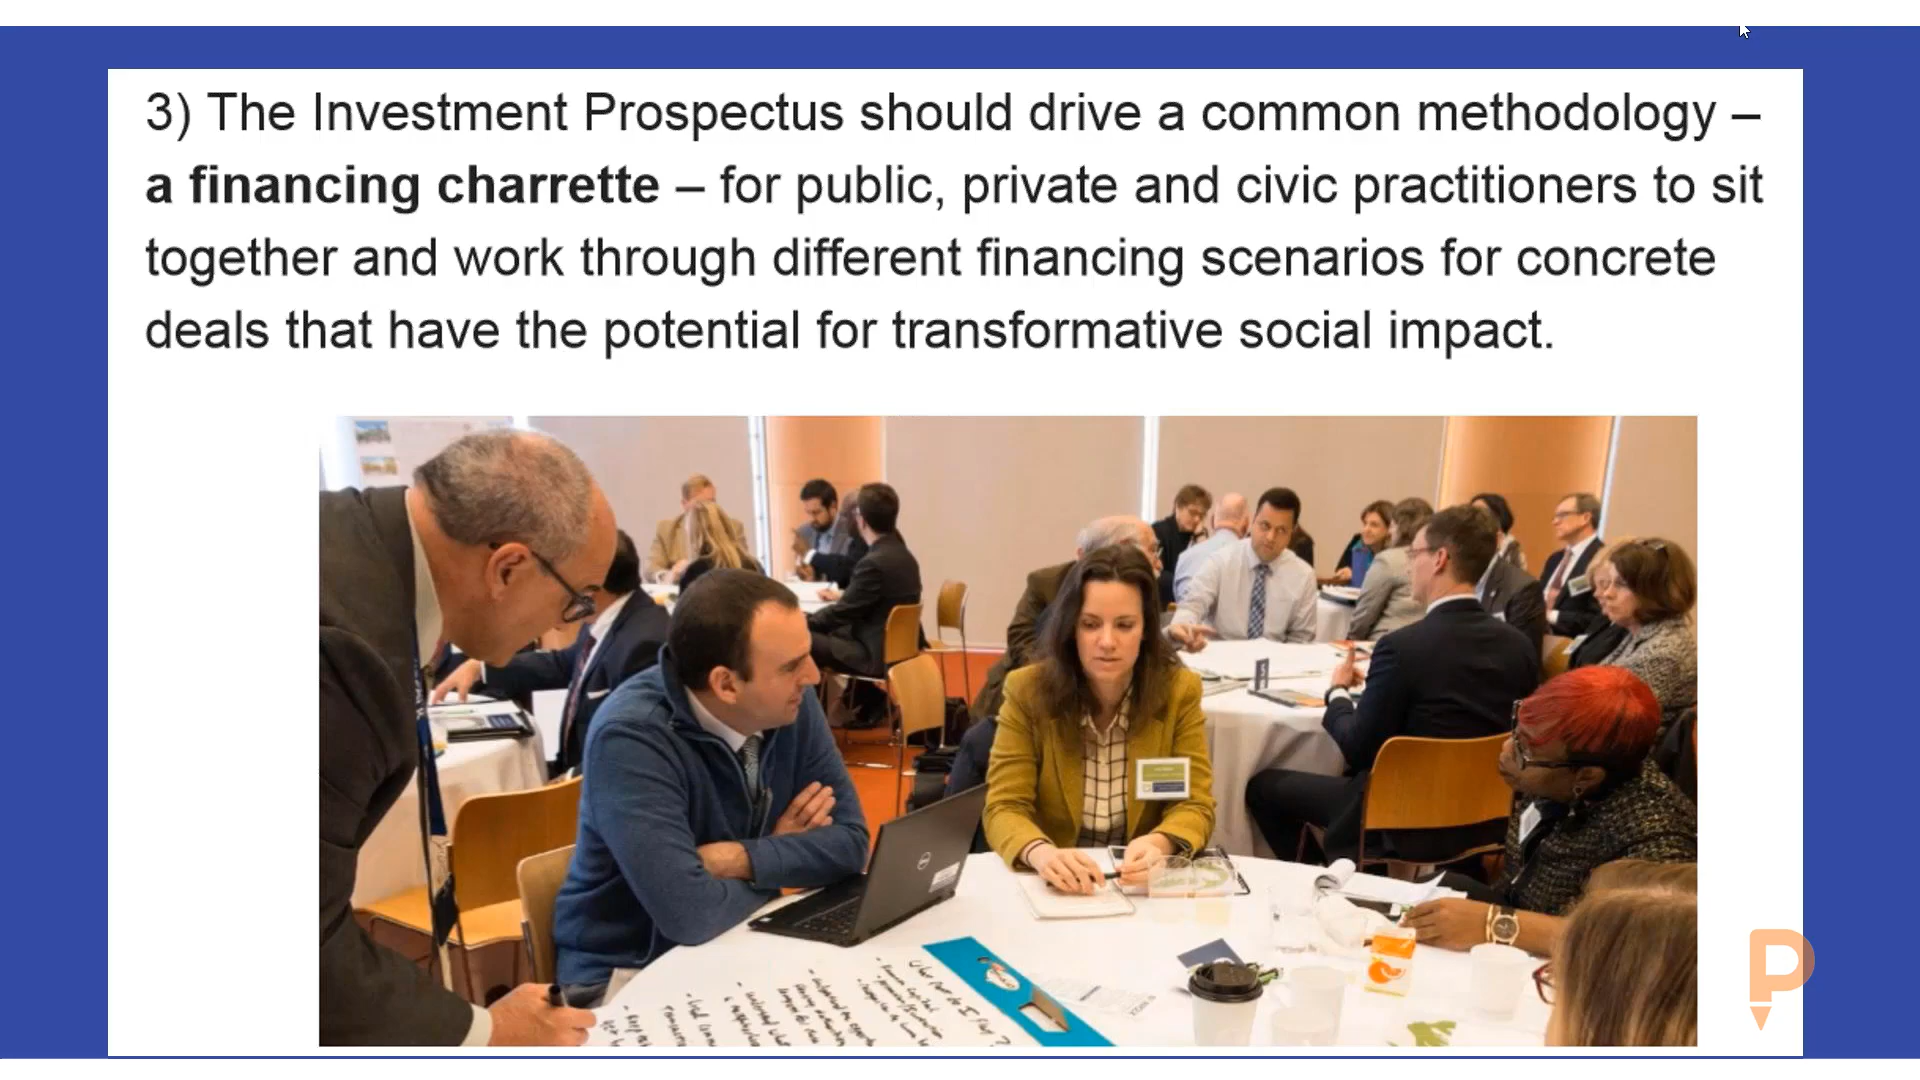 3) The Investment Prospectus should drive a common methodology –
a financing charrette – for public, private and civic practitioners to sit
together and work through different financing scenarios for concrete
deals that have the potential for transformative social impact.
DELL
P